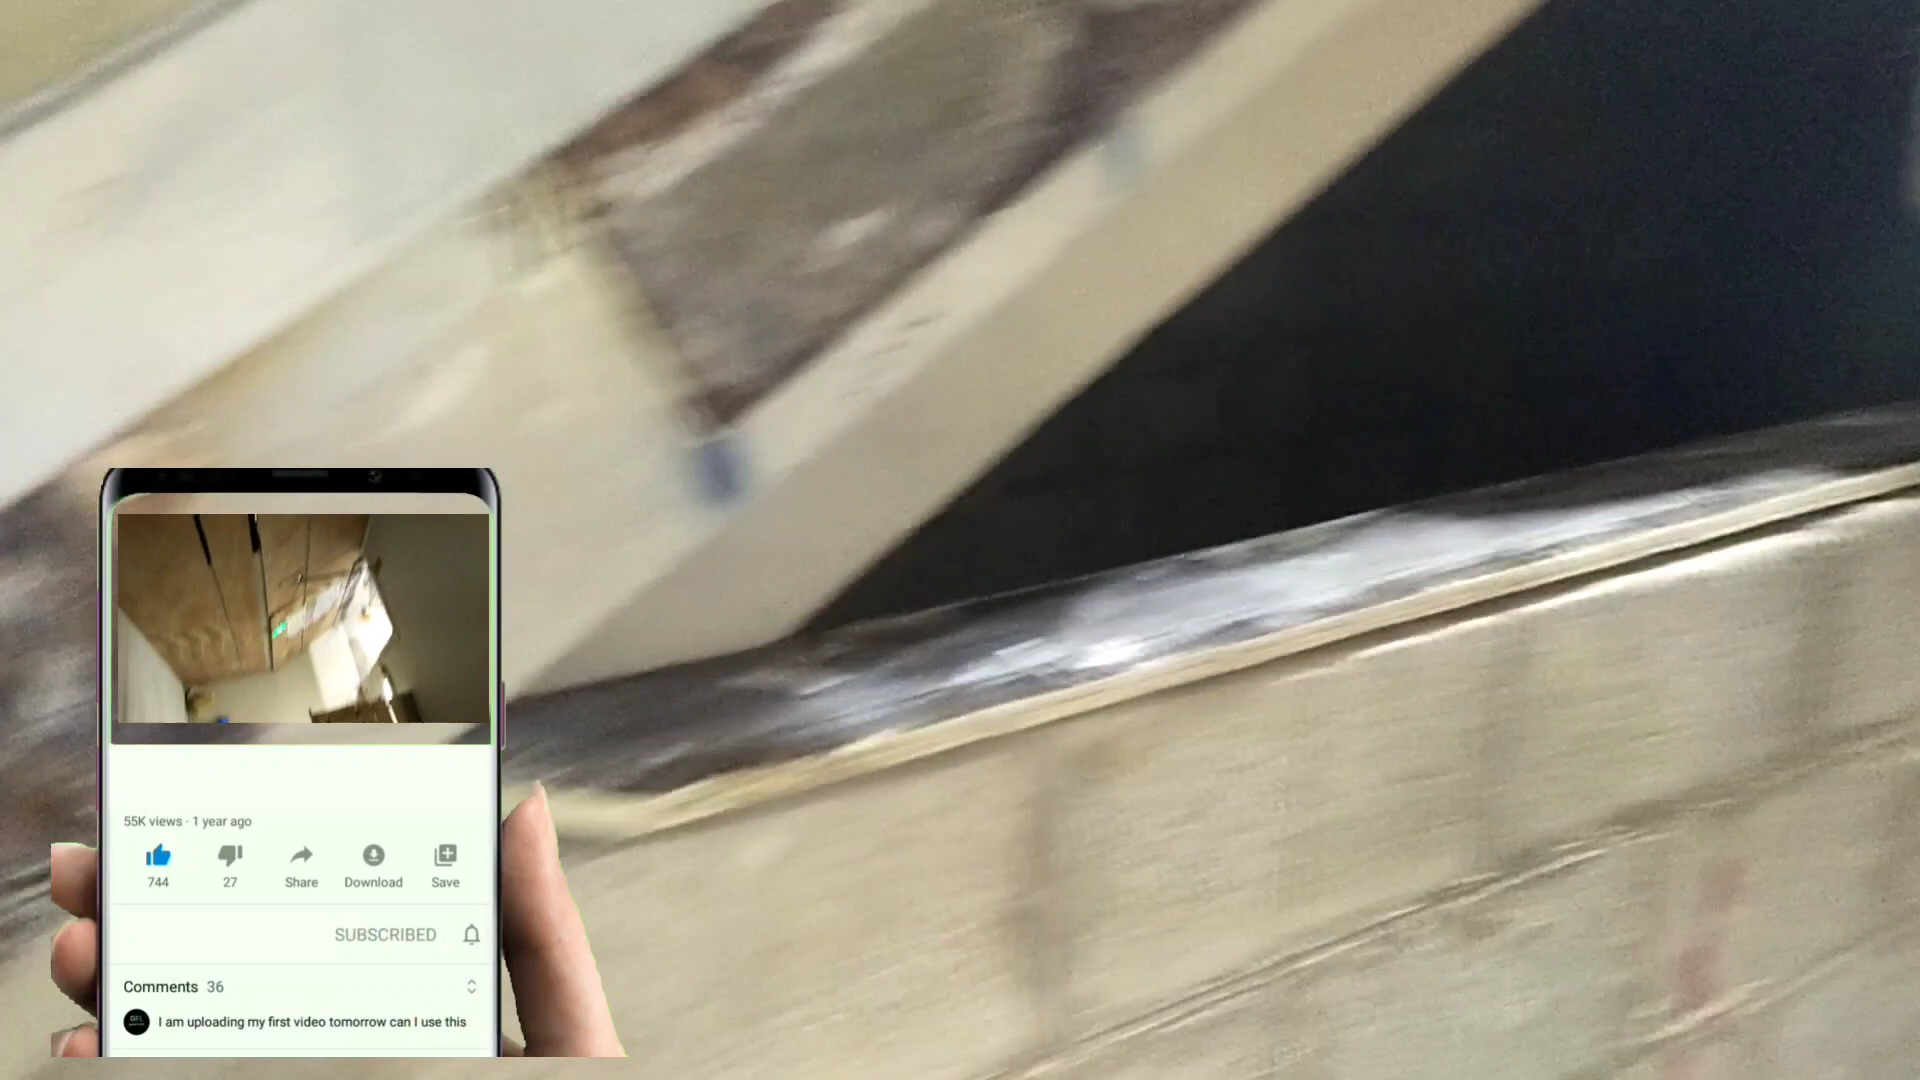 55K views · 1 year ago
744
27
Share
Download
Save
SUBSCRIBED
Comments 36
I am uploading my first video tomorrow can I use this